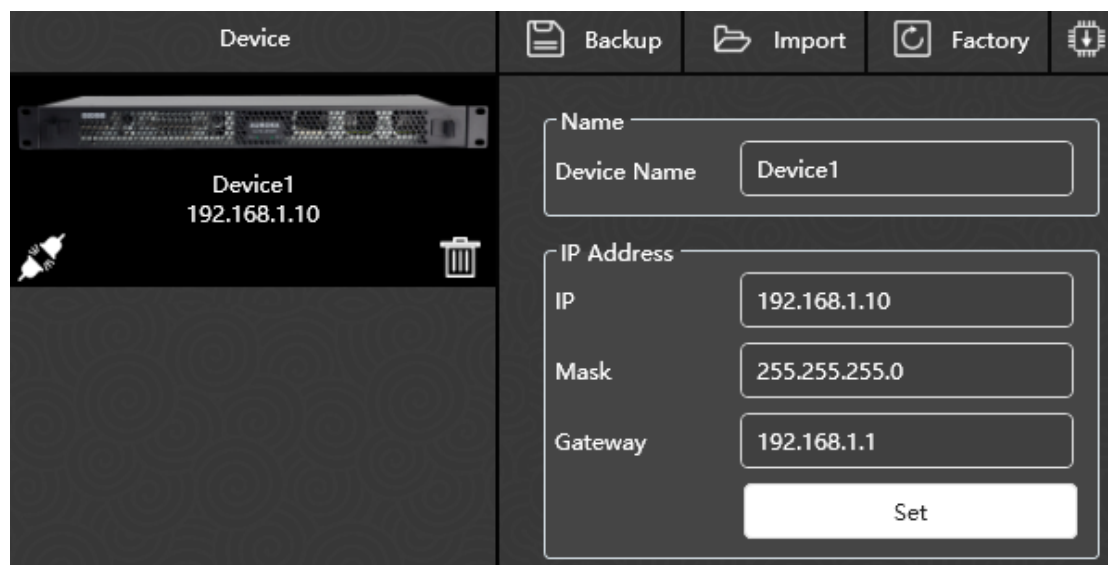 Device
Backup
Import
Factory
Device1
192.168.1.10
Name
Device Name
Device1
IP Address
IP
192.168.1.10
Mask
255.255.255.0
Gateway
192.168.1.1
Set